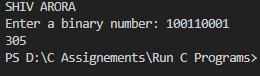 SHIV ARORA
Enter a binary number: 100110001
305
PS D:\C Assignements\Run C Programs>